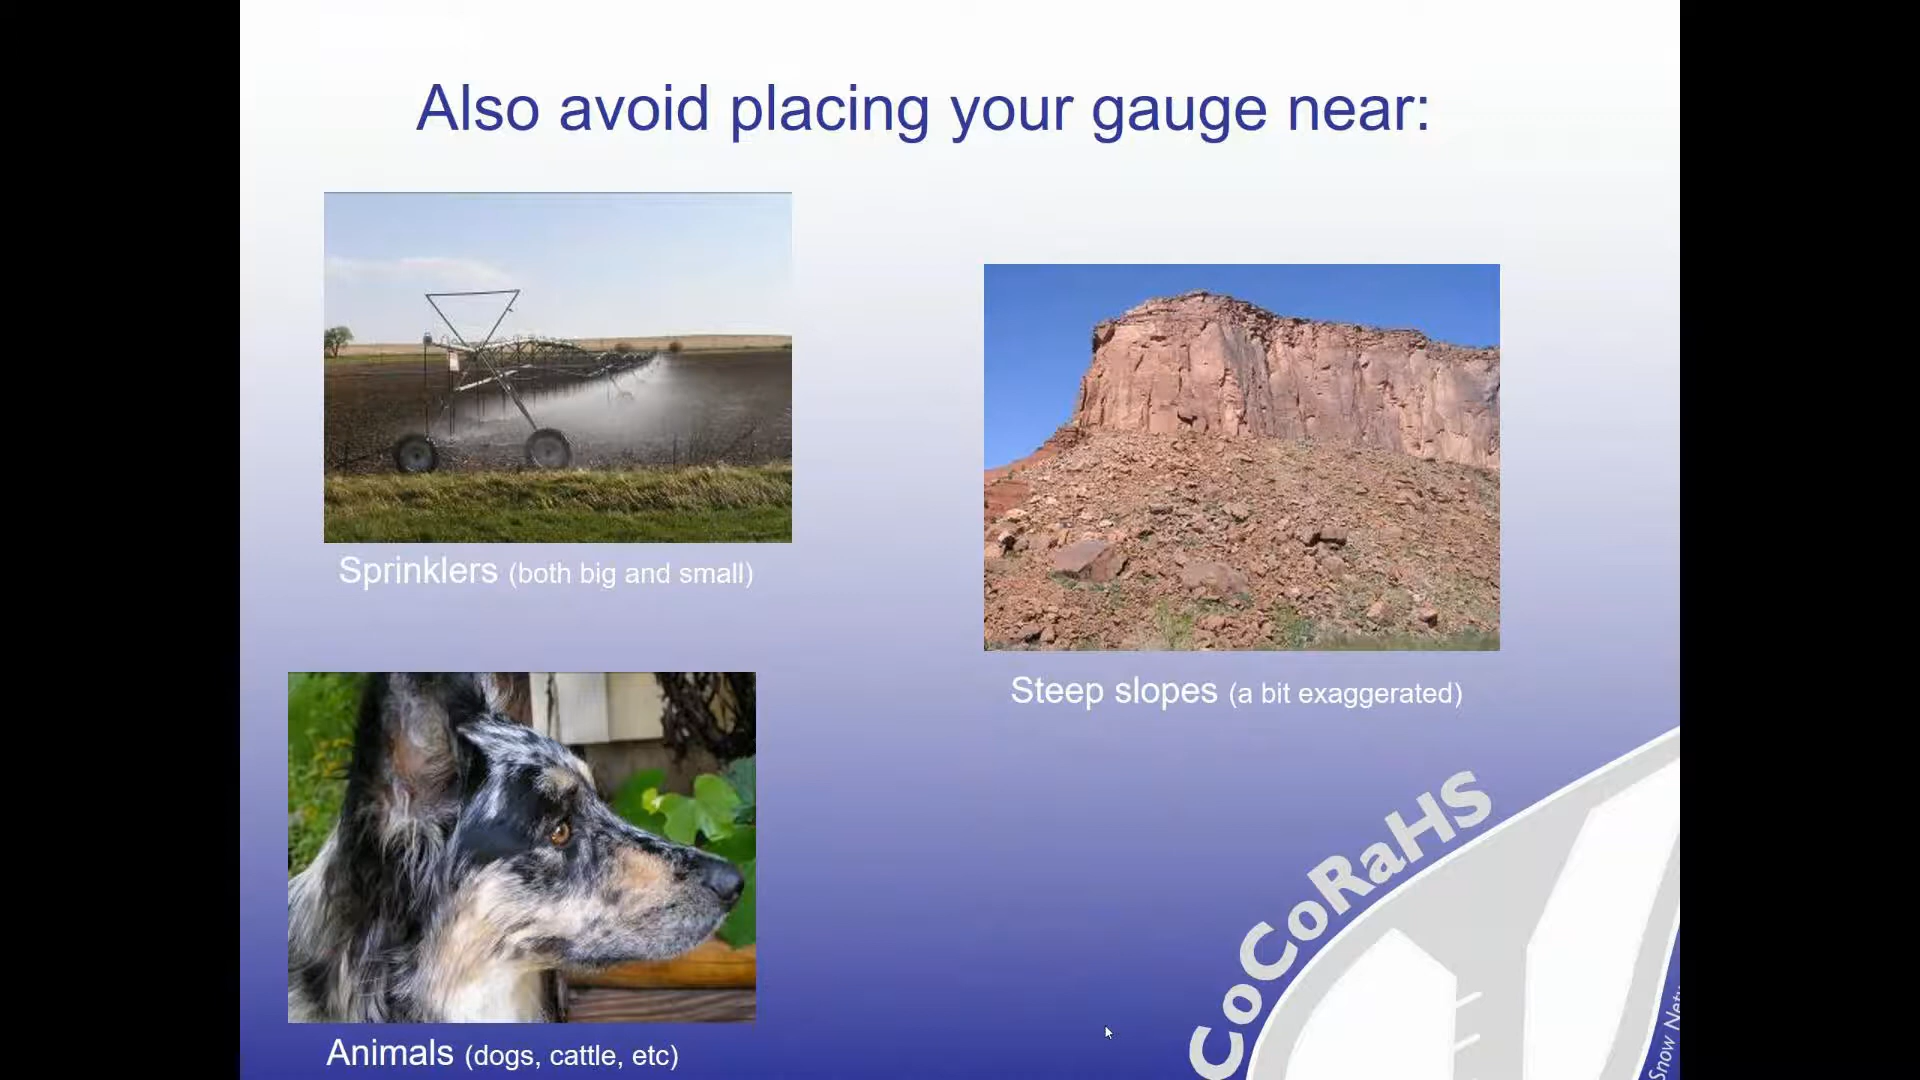 Also avoid placing your gauge near:
Sprinklers (both big and small)
Steep slopes (a bit exaggerated)
Animals (dogs, cattle, etc)
CoCoRaHS
Snow